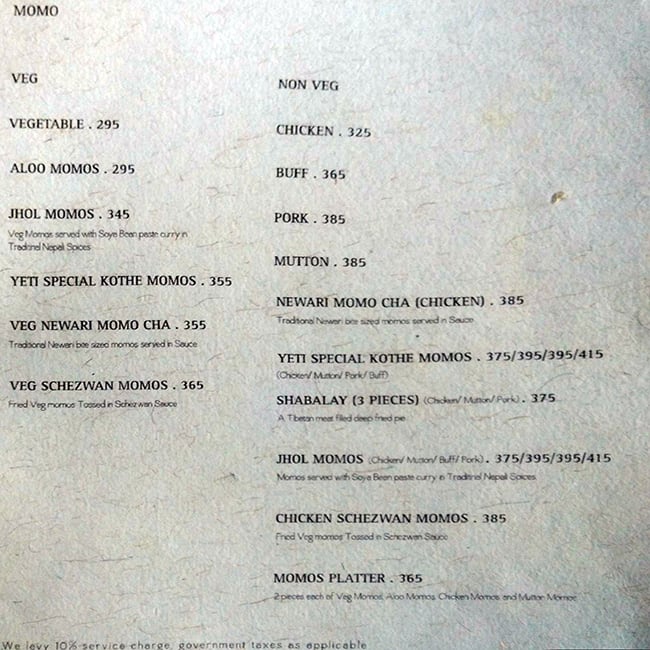 MOMO
VEG
VEGETABLE . 295
ALOO MOMOS . 295
JHOL MOMOS . 345
Veg Momos served with Soya Bean paste curry in
Traditinal Nepali Spices
YETI SPECIAL KOTHE MOMOS . 355
VEG NEWARI MOMO CHA . 355
Traditional Newari bite sized momos served in Sauce
VEG SCHEZWAN MOMOS . 365
Fried Veg momos Tossed in Schezwan Sauce
NON VEG
CHICKEN . 325
BUFF . 365
PORK . 385
MUTTON . 385
NEWARI MOMO CHA (CHICKEN) . 385
Traditional Newari bite sized momos served in Sauce
YETI SPECIAL KOTHE MOMOS . 375/395/395/415
(Chicken/ Mutton/ Pork/ Buff)
SHABALAY (3 PIECES) (Chicken/ Mutton/ Pork) . 375
A Tibetan meat filled deep fried pie
JHOL MOMOS (Chicken/ Mutton/ Buff/ Pork) . 375/395/395/415
Momos served with Soya Bean paste curry in Traditinal Nepali Spices
CHICKEN SCHEZWAN MOMOS . 385
Fried Veg momos Tossed in Schezwan Sauce
MOMOS PLATTER . 365
2 pieces each of Veg Momos, Aloo Momos, Chicken Momos and Mutton Momos
We levy 10% service charge, government taxes as applicable